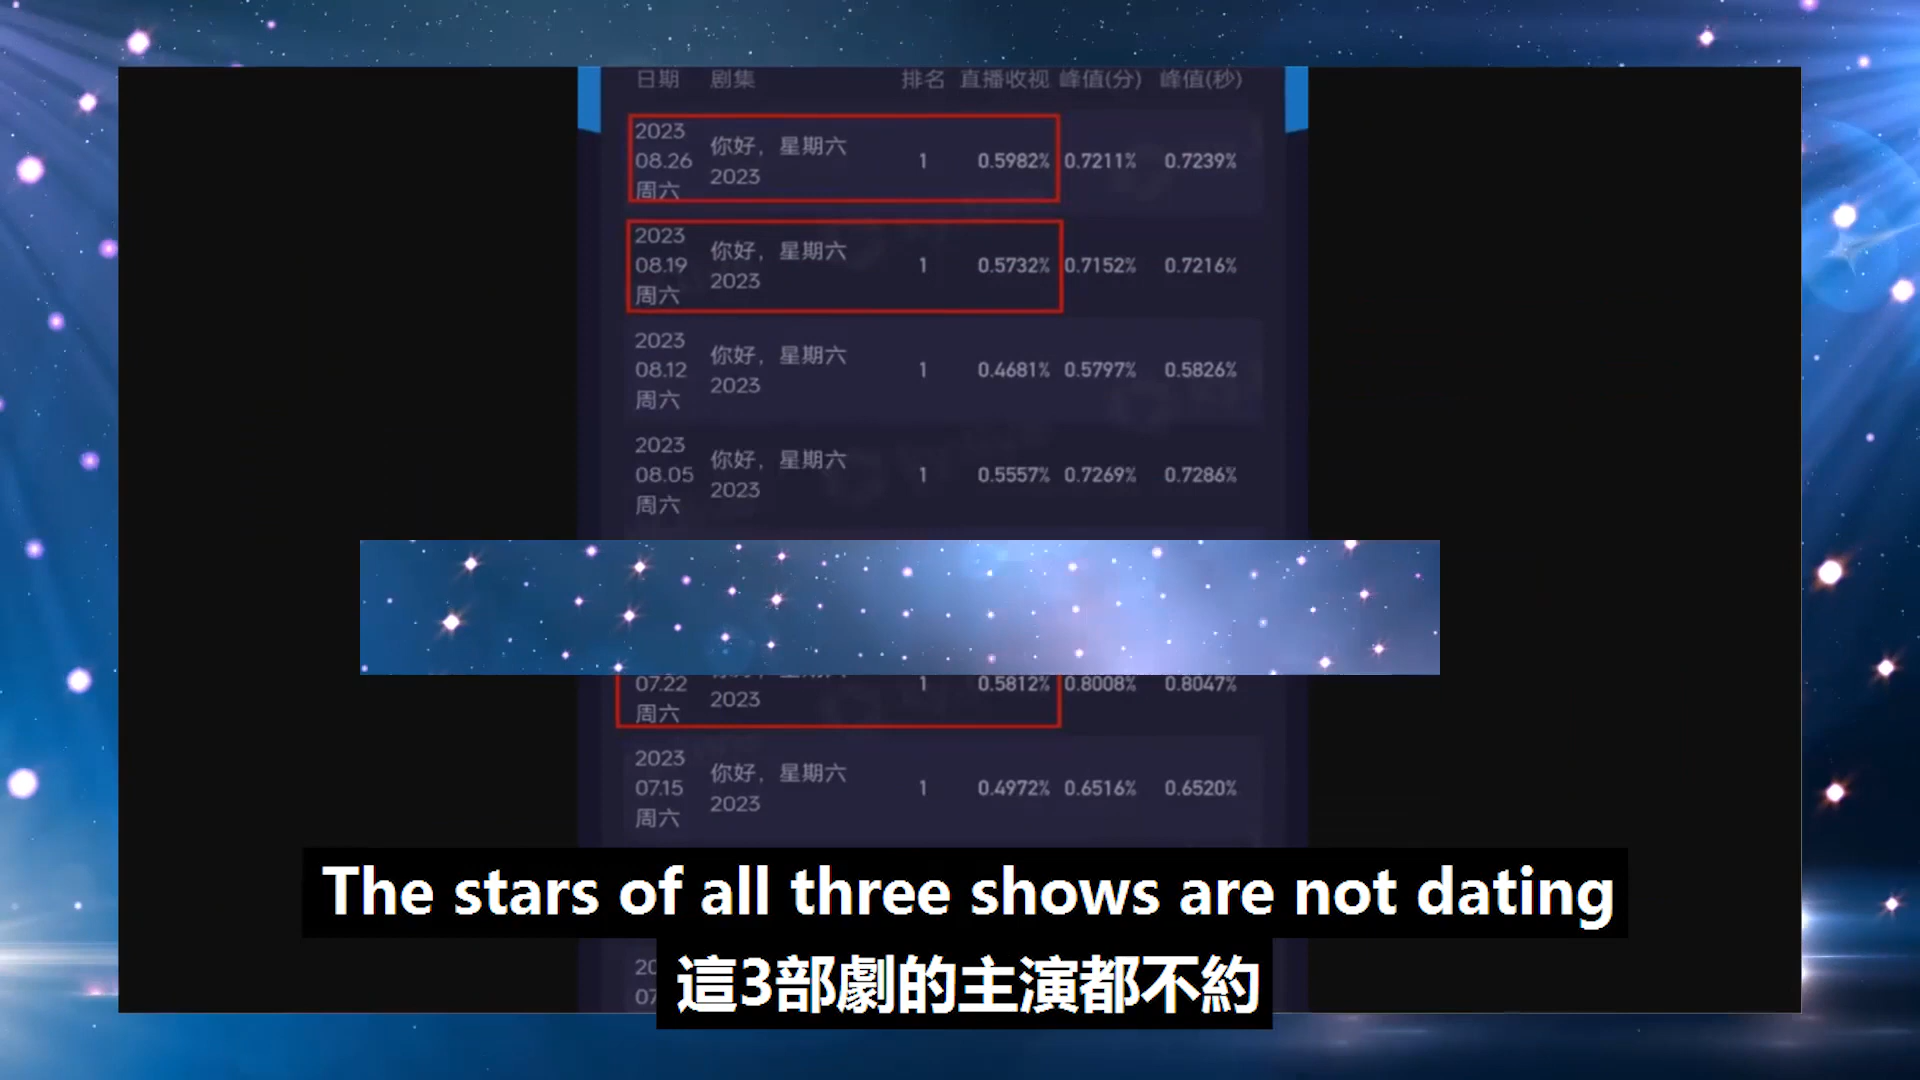 日期 剧集 排名 直播收视 峰值(分) 峰值(秒)
2023
08.26
周六
你好，星期六
2023
1 0.5982% 0.7211% 0.7239%
2023
08.19
周六
你好，星期六
2023
1 0.5732% 0.7152% 0.7216%
2023
08.12
周六
你好，星期六
2023
1 0.4681% 0.5797% 0.5826%
2023
08.05
周六
你好，星期六
2023
1 0.5557% 0.7269% 0.7286%
07.22
周六
2023
1 0.5812% 0.8008% 0.8047%
2023
07.15
周六
你好，星期六
2023
1 0.4972% 0.6516% 0.6520%
The stars of all three shows are not dating
這3部劇的主演都不約